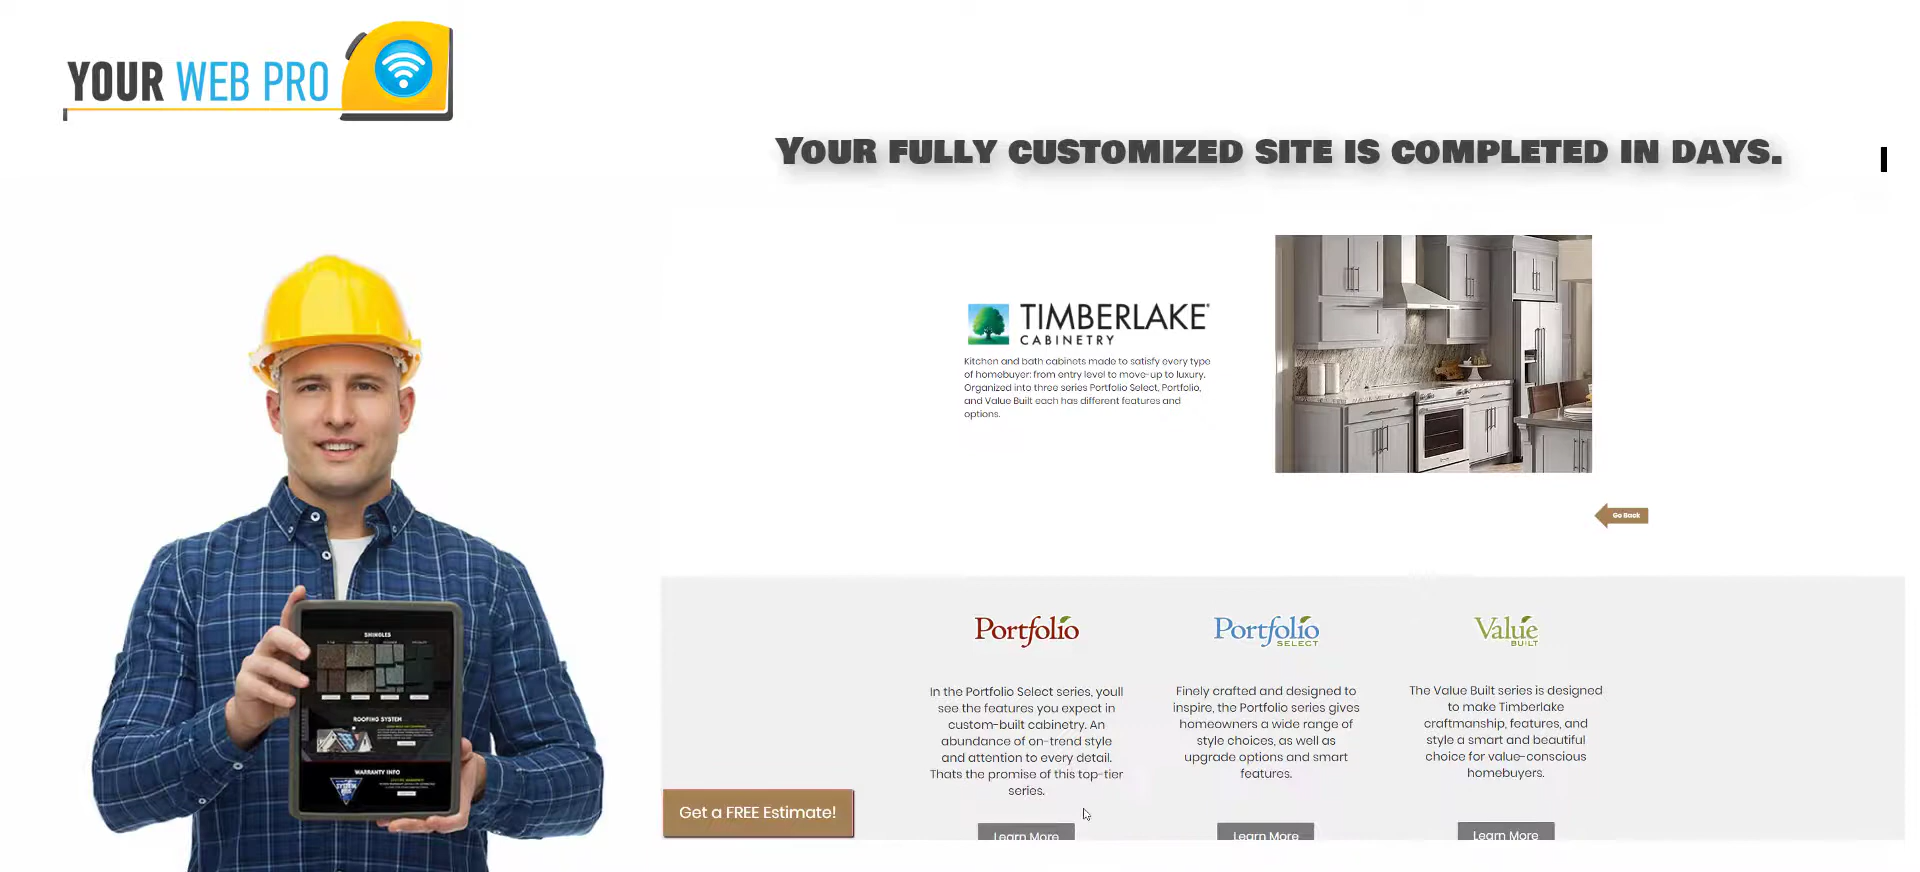 YOUR WEB PRO
YOUR FULLY CUSTOMIZED SITE IS COMPLETED IN DAYS.
TIMBERLAKE®
CABINETRY
Kitchen and bath cabinets made to satisfy every type
of homebuyer: from entry level to move-up to luxury.
Organized into three series Portfolio Select, Portfolio,
and Value Built each has different features and
options.
Go Back
Portfolio
In the Portfolio Select series, youll
see the features you expect in
custom-built cabinetry. An
abundance of on-trend style
and attention to every detail.
Thats the promise of this top-tier
series.
Learn More
Portfolio
SELECT
Finely crafted and designed to
inspire, the Portfolio series gives
homeowners a wide range of
style choices, as well as
upgrade options and smart
features.
Learn More
Value
BUILT
The Value Built series is designed
to make Timberlake
craftmanship, features, and
style a smart and beautiful
choice for value-conscious
homebuyers.
Learn More
Get a FREE Estimate!
SHINGLES
ROOFING SYSTEM
WARRANTY INFO